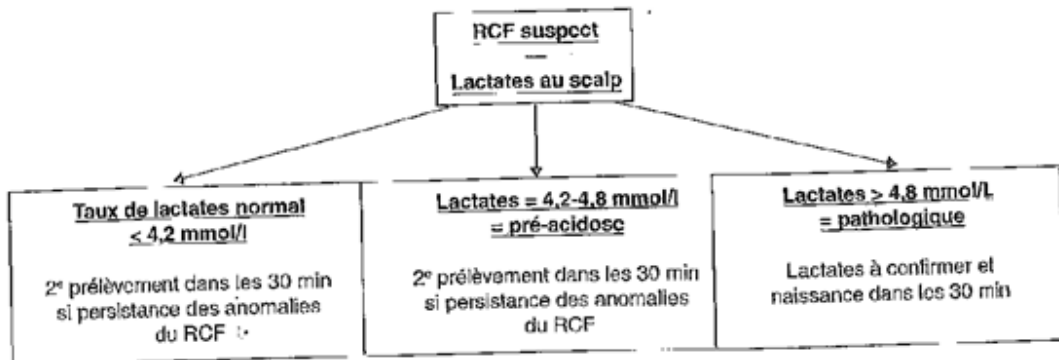 RCF suspect
—
Lactates au scalp
Taux de lactates normal
< 4,2 mmol/l
2e prélèvement dans les 30 min
si persistance des anomalies
du RCF
Lactates = 4,2-4,8 mmol/l
= pré-acidose
2e prélèvement dans les 30 min
si persistance des anomalies
du RCF
Lactates > 4,8 mmol/L
= pathologique
Lactates à confirmer et
naissance dans les 30 min